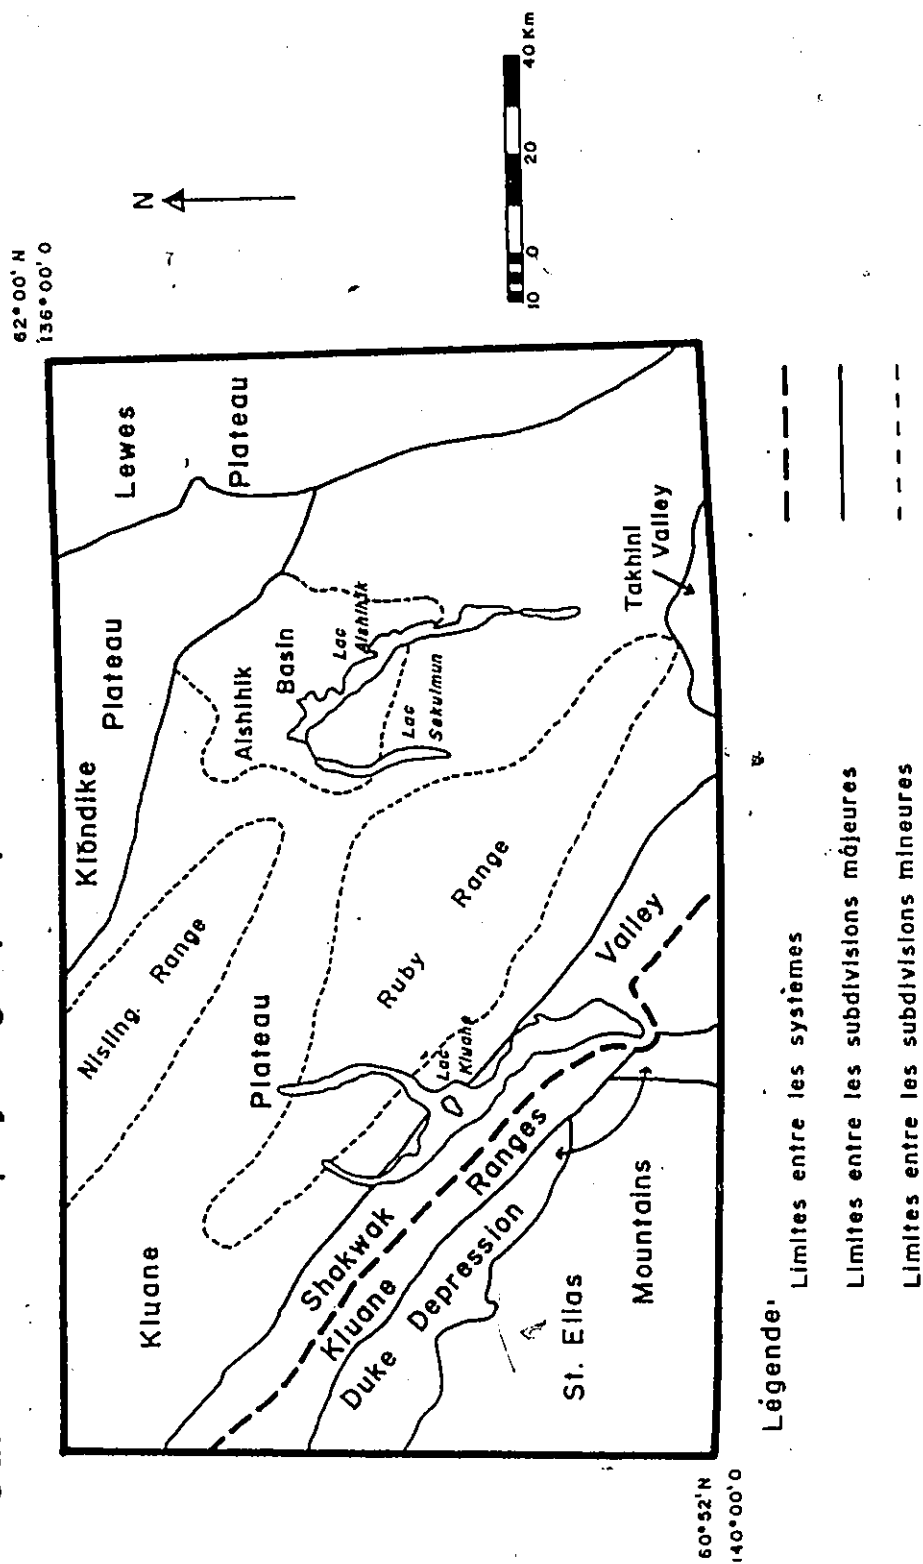 62°00' N
136°00' O
N
Lewes
Plateau
Klondike
Plateau
Nisling
Range
Aishihik
Basin
Lac
Aishihik
Lac
Sekulmun
Kluane
Plateau
Ruby
Range
Lac
Kluane
Shakwak
Valley
Kluane
Ranges
Duke
Depression
St. Elias
Mountains
Takhini
Valley
60°52' N
140°00' O
10 0 20 40 Km
Légende
Limites entre les systèmes
Limites entre les subdivisions majeures
Limites entre les subdivisions mineures